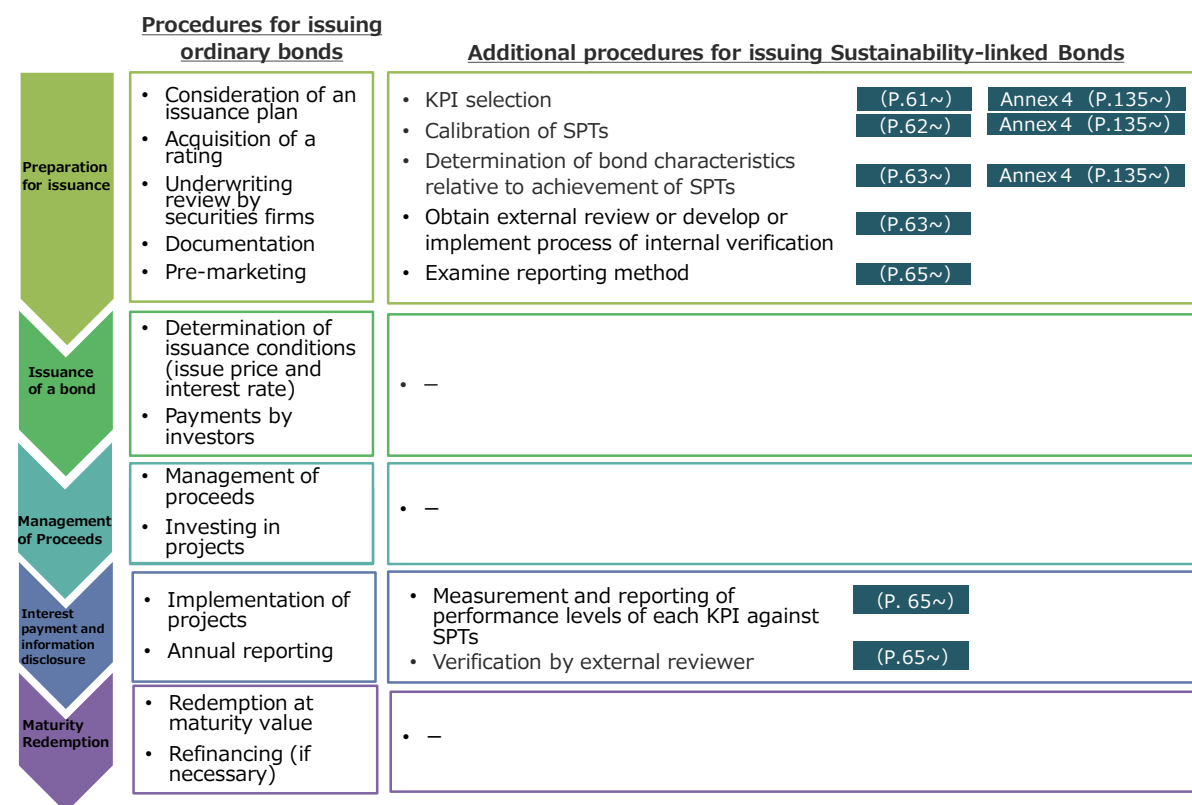 Procedures for issuing
ordinary bonds
Additional procedures for issuing Sustainability-linked Bonds
Preparation
for issuance
• Consideration of an
issuance plan
• Acquisition of a
rating
• Underwriting
review by
securities firms
• Documentation
• Pre-marketing
• KPI selection (P.61~) Annex 4 (P.135~)
• Calibration of SPTs (P.62~) Annex 4 (P.135~)
• Determination of bond characteristics
relative to achievement of SPTs (P.63~) Annex 4 (P.135~)
• Obtain external review or develop or
implement process of internal verification (P.63~)
• Examine reporting method (P.65~)
Issuance
of a bond
• Determination of
issuance conditions
(issue price and
interest rate)
• Payments by
investors
• –
Management
of Proceeds
• Management of
proceeds
• Investing in
projects
• –
Interest
payment and
information
disclosure
• Implementation of
projects
• Annual reporting
• Measurement and reporting of
performance levels of each KPI against
SPTs
(P. 65~)
• Verification by external reviewer (P.65~)
Maturity
Redemption
• Redemption at
maturity value
• Refinancing (if
necessary)
• –